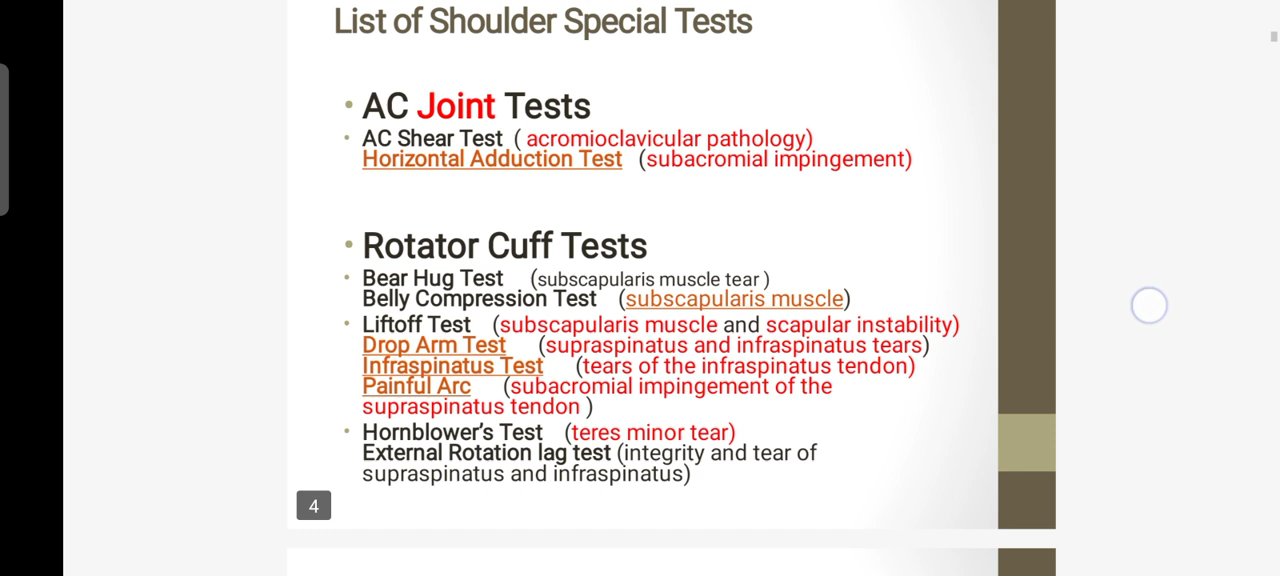 List of Shoulder Special Tests
• AC Joint Tests
• AC Shear Test ( acromioclavicular pathology)
Horizontal Adduction Test (subacromial impingement)
• Rotator Cuff Tests
• Bear Hug Test (subscapularis muscle tear )
Belly Compression Test (subscapularis muscle)
• Liftoff Test (subscapularis muscle and scapular instability)
Drop Arm Test (supraspinatus and infraspinatus tears)
Infraspinatus Test (tears of the infraspinatus tendon)
Painful Arc (subacromial impingement of the
supraspinatus tendon )
• Hornblower’s Test (teres minor tear)
External Rotation lag test (integrity and tear of
supraspinatus and infraspinatus)
4